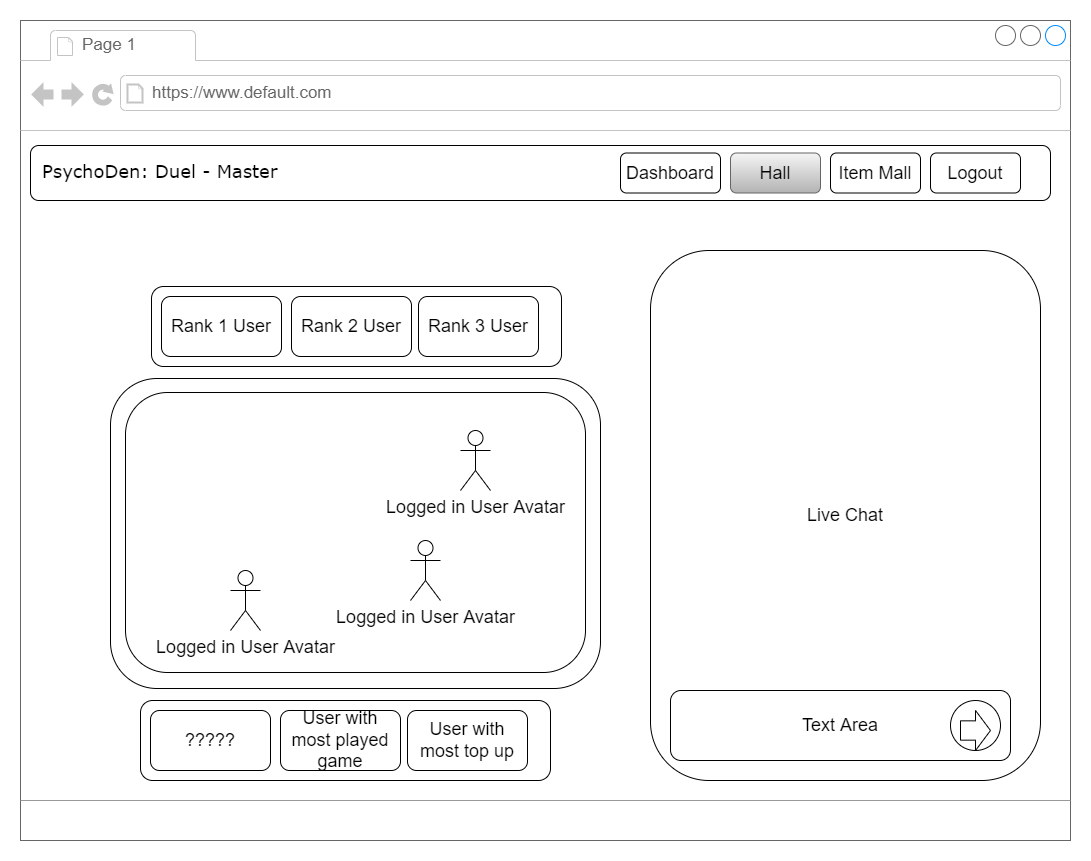 Page 1
https://www.default.com
PsychoDen: Duel - Master
Dashboard
Hall
Item Mall
Logout
Rank 1 User
Rank 2 User
Rank 3 User
Logged in User Avatar
Logged in User Avatar
Logged in User Avatar
?????
User with
most played
game
User with
most top up
Live Chat
Text Area